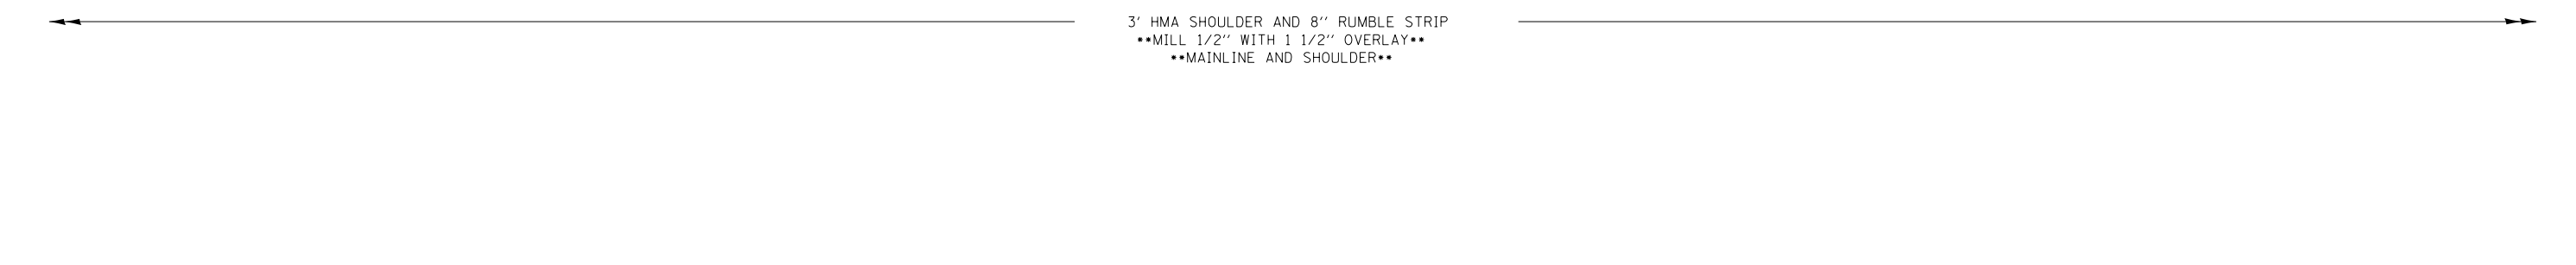 3' HMA SHOULDER AND 8'' RUMBLE STRIP
**MILL 1/2'' WITH 1 1/2'' OVERLAY**
**MAINLINE AND SHOULDER**